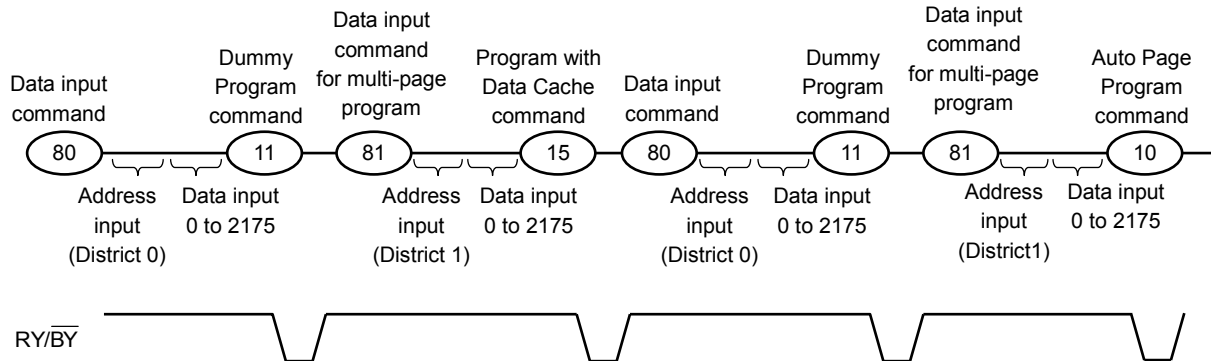 Data input
command
80
Address
input
(District 0)
Data input
0 to 2175
Dummy
Program
command
11
Data input
command
for multi-page
program
81
Address
input
(District 1)
Data input
0 to 2175
Program with
Data Cache
command
15
Data input
command
80
Address
input
(District 0)
Data input
0 to 2175
Dummy
Program
command
11
Data input
command
for multi-page
program
81
Address
input
(District1)
Data input
0 to 2175
Auto Page
Program
command
10
RY/B̅Y̅